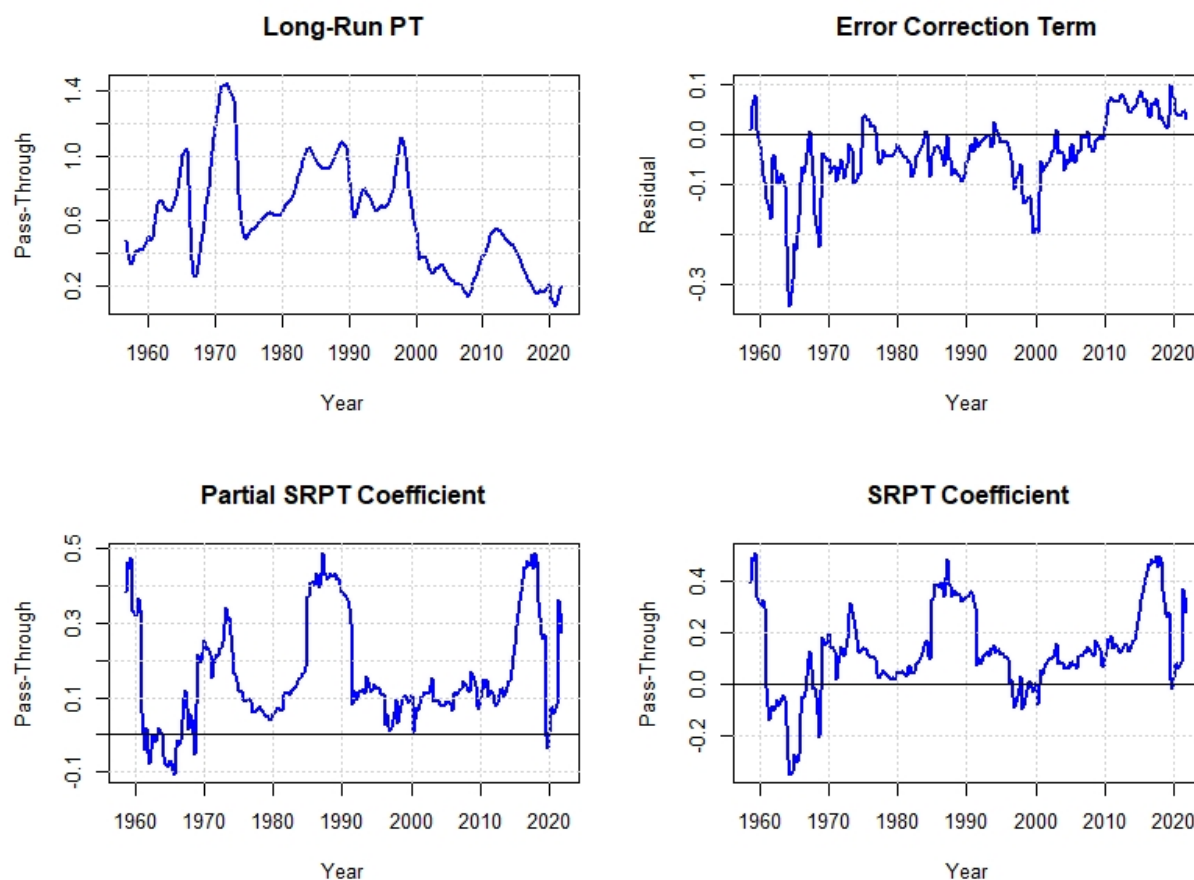 Long-Run PT
Pass-Through
1.4
1.0
0.6
0.2
1960 1970 1980 1990 2000 2010 2020
Year
Error Correction Term
Residual
0.1
0.0
-0.1
-0.3
1960 1970 1980 1990 2000 2010 2020
Year
Partial SRPT Coefficient
Pass-Through
0.5
0.3
0.1
-0.1
1960 1970 1980 1990 2000 2010 2020
Year
SRPT Coefficient
Pass-Through
0.4
0.2
0.0
-0.2
1960 1970 1980 1990 2000 2010 2020
Year